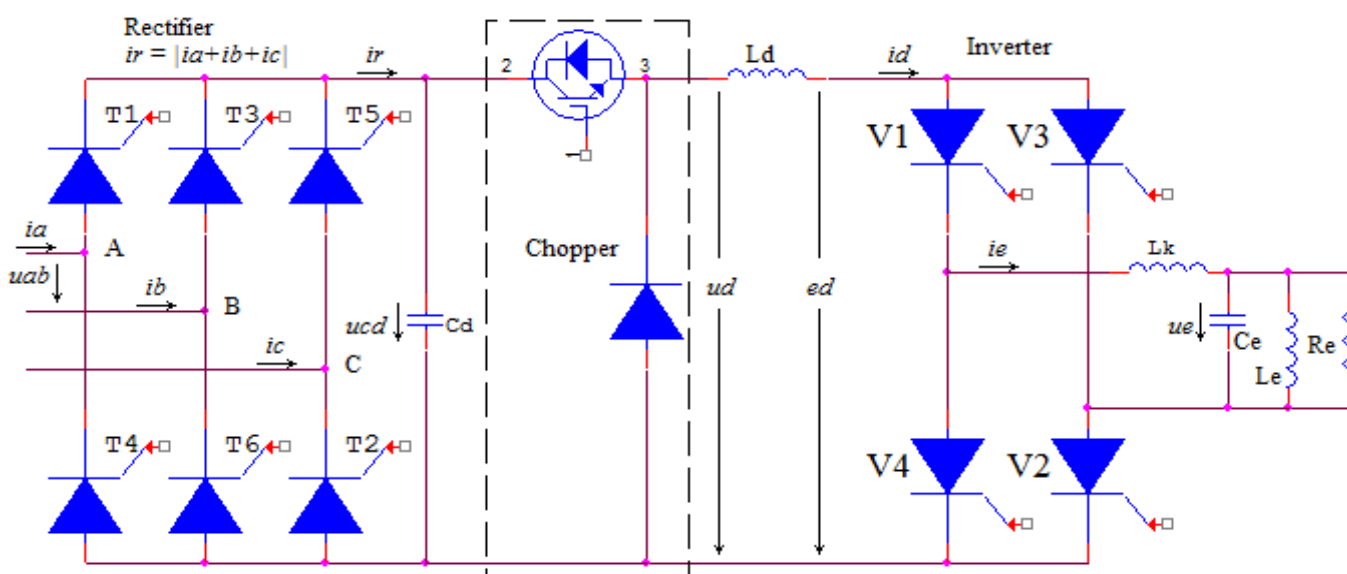 Rectifier
ir = |ia+ib+ic|
ir
2
3
1
Ld
id
Inverter
T1
T3
T5
V1
V3
ia
A
uab
ib
B
ic
C
ucd
Cd
Chopper
ud
ed
ie
Lk
ue
Ce
Le
Re
T4
T6
T2
V4
V2